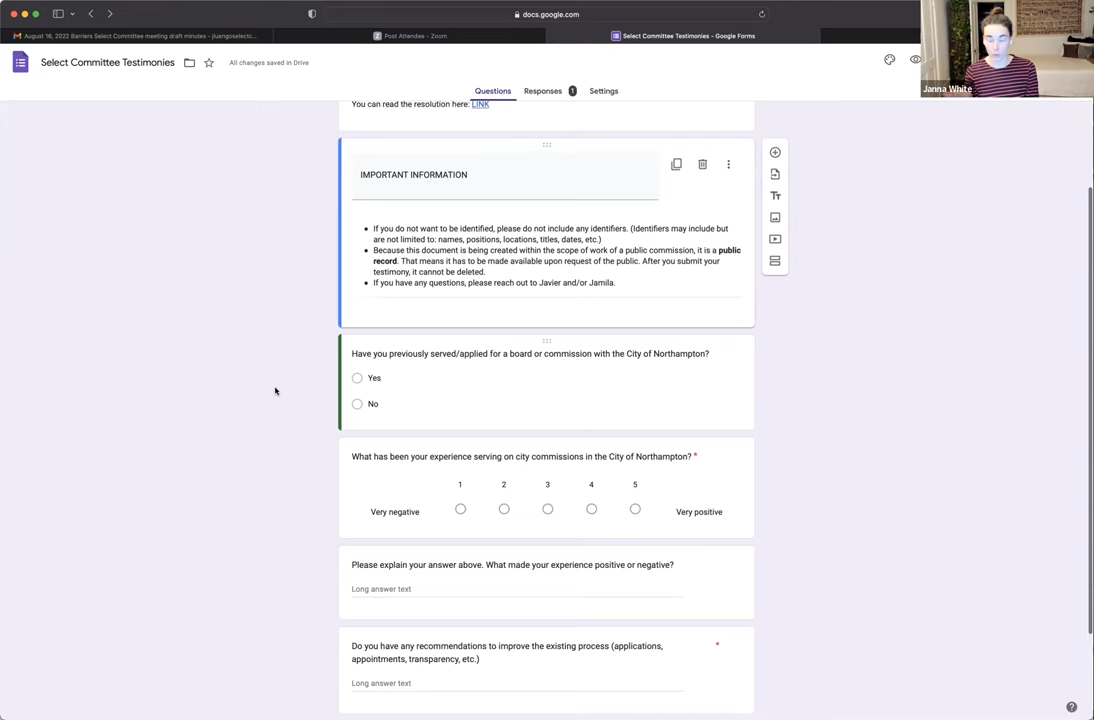 docs.google.com
August 16, 2022 Barriers Select Committee meeting draft minutes - jluengoselectc...
Post Attendee - Zoom
Select Committee Testimonies - Google Forms
Select Committee Testimonies
All changes saved in Drive
Janna White
Questions
Responses 1
Settings
You can read the resolution here: LINK
IMPORTANT INFORMATION
If you do not want to be identified, please do not include any identifiers. (Identifiers may include but
are not limited to: names, positions, locations, titles, dates, etc.)
Because this document is being created within the scope of work of a public commission, it is a public
record. That means it has to be made available upon request of the public. After you submit your
testimony, it cannot be deleted.
If you have any questions, please reach out to Javier and/or Jamila.
Have you previously served/applied for a board or commission with the City of Northampton?
Yes
No
What has been your experience serving on city commissions in the City of Northampton? *
1 2 3 4 5
Very negative Very positive
Please explain your answer above. What made your experience positive or negative?
Long answer text
Do you have any recommendations to improve the existing process (applications, *
appointments, transparency, etc.)
Long answer text